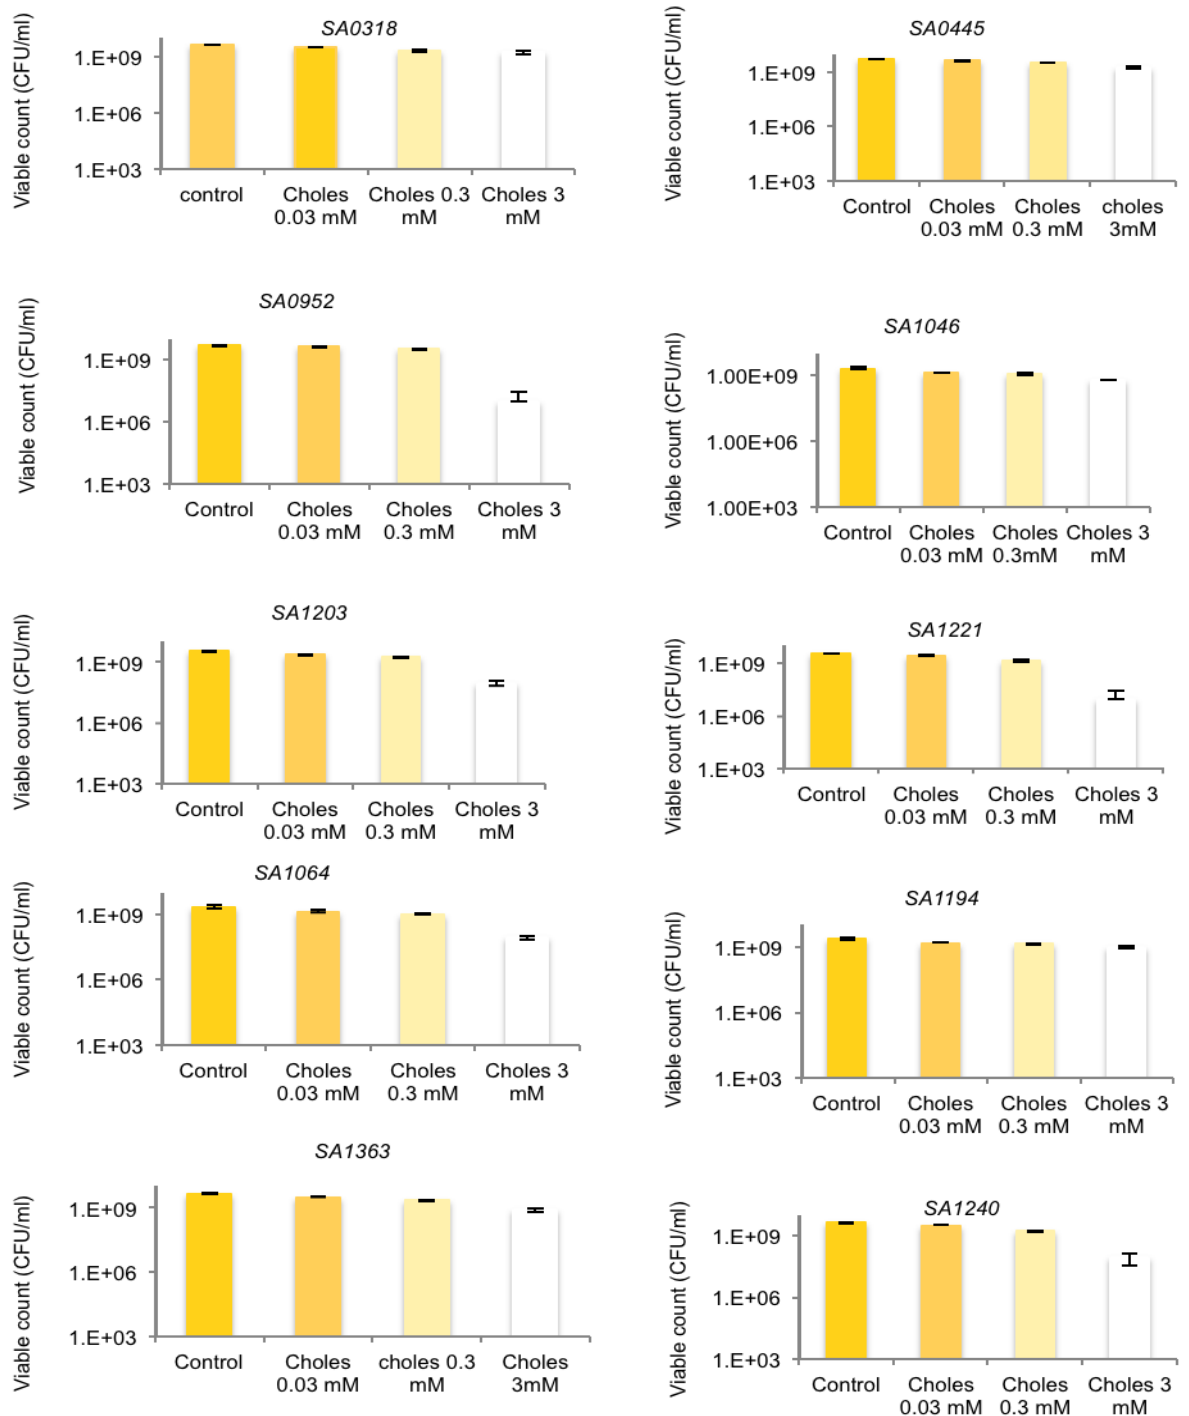 SA0318
Viable count (CFU/ml)
1.E+09
1.E+06
1.E+03
control
Choles
0.03 mM
Choles 0.3
mM
Choles 3
mM
SA0445
Viable count (CFU/ml)
1.E+09
1.E+06
1.E+03
Control
Choles
0.03 mM
Choles
0.3 mM
choles
3mM
SA0952
Viable count (CFU/ml)
1.E+09
1.E+06
1.E+03
Control
Choles
0.03 mM
Choles
0.3 mM
Choles 3
mM
SA1046
Viable count (CFU/ml)
1.00E+09
1.00E+06
1.00E+03
Control
Choles
0.03 mM
Choles
0.3mM
Choles 3
mM
SA1203
Viable count (CFU/ml)
1.E+09
1.E+06
1.E+03
Control
Choles
0.03 mM
Choles
0.3 mM
Choles 3
mM
SA1221
Viable count (CFU/ml)
1.E+09
1.E+06
1.E+03
Control
Choles
0.03 mM
Choles
0.3 mM
Choles 3
mM
SA1064
Viable count (CFU/ml)
1.E+09
1.E+06
1.E+03
Control
Choles
0.03 mM
Choles
0.3 mM
Choles 3
mM
SA1194
Viable count (CFU/ml)
1.E+09
1.E+06
1.E+03
Control
Choles
0.03 mM
Choles
0.3 mM
Choles 3
mM
SA1363
Viable count (CFU/ml)
1.E+09
1.E+06
1.E+03
Control
Choles
0.03 mM
choles 0.3
mM
Choles
3mM
SA1240
Viable count (CFU/ml)
1.E+09
1.E+06
1.E+03
Control
Choles
0.03 mM
Choles
0.3 mM
Choles 3
mM